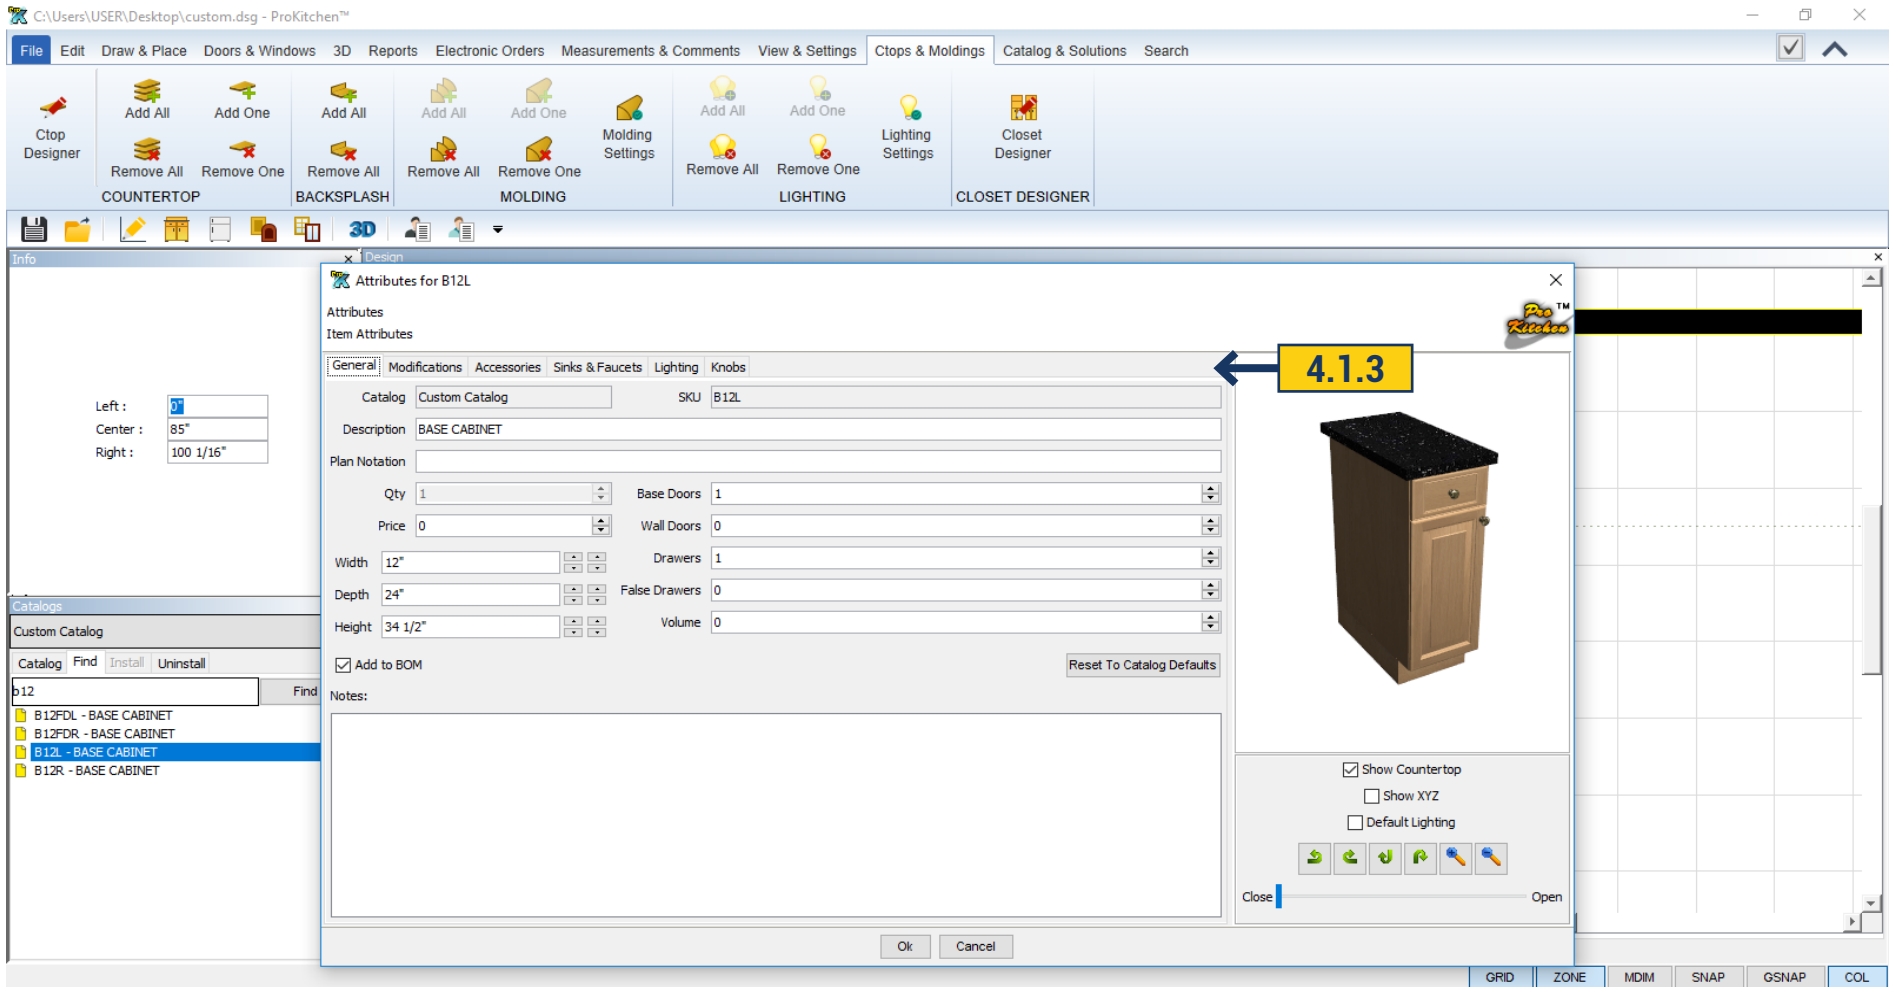 C:\Users\USER\Desktop\custom.dsg - ProKitchen™
File Edit Draw & Place Doors & Windows 3D Reports Electronic Orders Measurements & Comments View & Settings Ctops & Moldings Catalog & Solutions Search
Ctop Designer
Add All Add One
Remove All Remove One
COUNTERTOP
Add All
Remove All
BACKSPLASH
Add All Add One
Remove All Remove One
Molding Settings
MOLDING
Add All Add One
Remove All Remove One
Lighting Settings
LIGHTING
Closet Designer
CLOSET DESIGNER
3D
Info
Design
Left : 0"
Center : 85"
Right : 100 1/16"
Catalogs
Custom Catalog
Catalog Find Install Uninstall
b12 Find
B12FDL - BASE CABINET
B12FDR - BASE CABINET
B12L - BASE CABINET
B12R - BASE CABINET
Attributes for B12L
Attributes
Item Attributes
Pro Kitchen TM
General Modifications Accessories Sinks & Faucets Lighting Knobs
4.1.3
Catalog Custom Catalog SKU B12L
Description BASE CABINET
Plan Notation
Qty 1 Base Doors 1
Price 0 Wall Doors 0
Width 12" Drawers 1
Depth 24" False Drawers 0
Height 34 1/2" Volume 0
Add to BOM Reset To Catalog Defaults
Notes:
Show Countertop
Show XYZ
Default Lighting
Close Open
Ok Cancel
GRID ZONE MDIM SNAP GSNAP COL